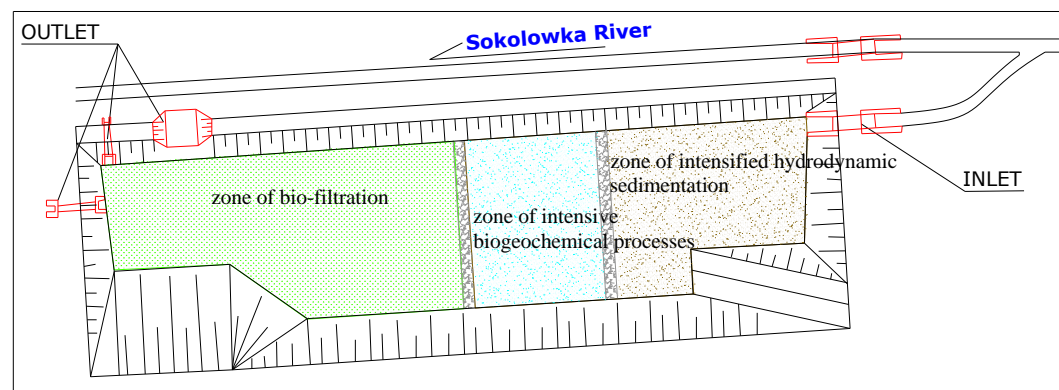 OUTLET
Sokolowka River
zone of intensified hydrodynamic
sedimentation
INLET
zone of bio-filtration
zone of intensive
biogeochemical processes